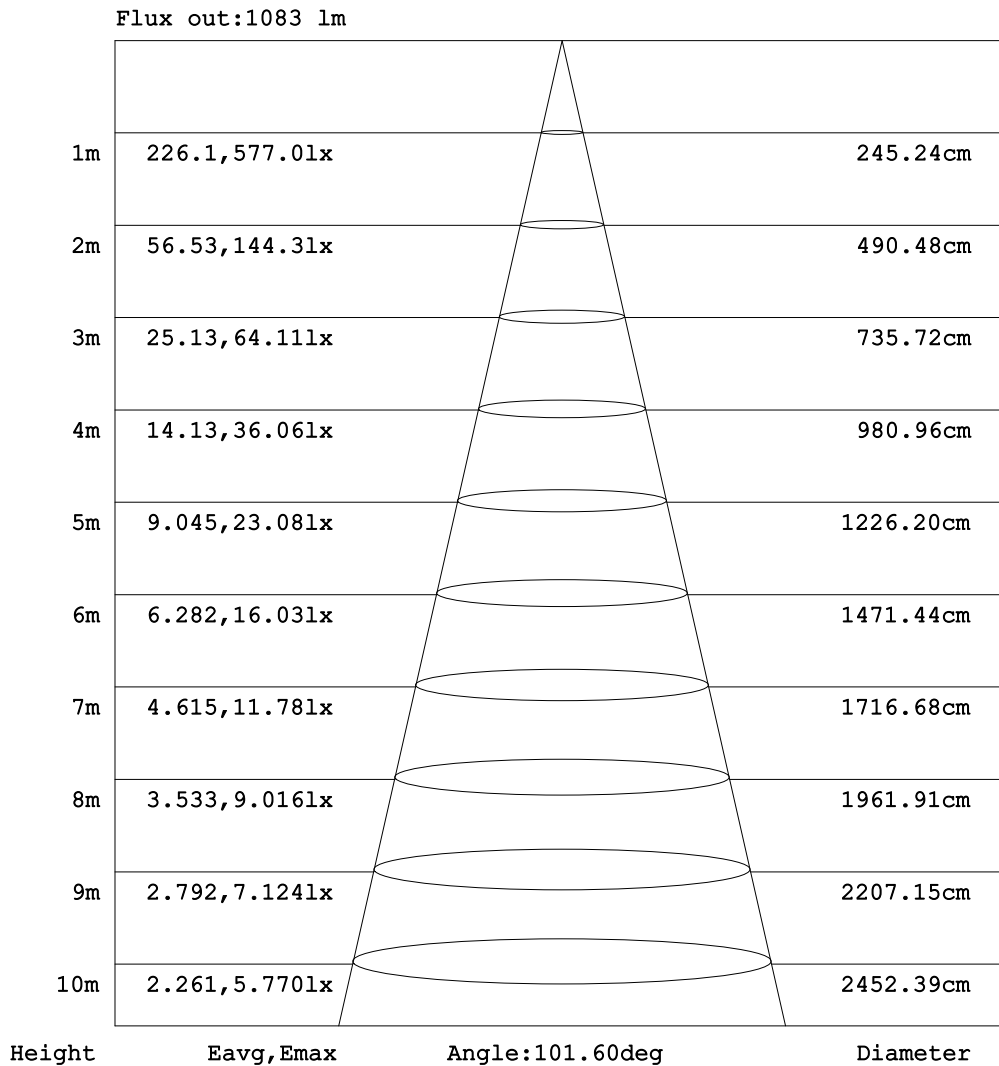 Flux out:1083 lm
1m 226.1,577.0lx 245.24cm
2m 56.53,144.3lx 490.48cm
3m 25.13,64.11lx 735.72cm
4m 14.13,36.06lx 980.96cm
5m 9.045,23.08lx 1226.20cm
6m 6.282,16.03lx 1471.44cm
7m 4.615,11.78lx 1716.68cm
8m 3.533,9.016lx 1961.91cm
9m 2.792,7.124lx 2207.15cm
10m 2.261,5.770lx 2452.39cm
Height Eavg,Emax Angle:101.60deg Diameter